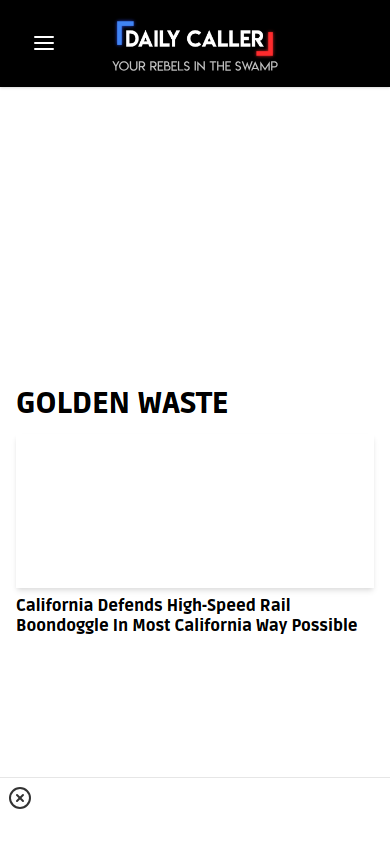 DAILY CALLER
YOUR REBELS IN THE SWAMP
GOLDEN WASTE
California Defends High-Speed Rail
Boondoggle In Most California Way Possible